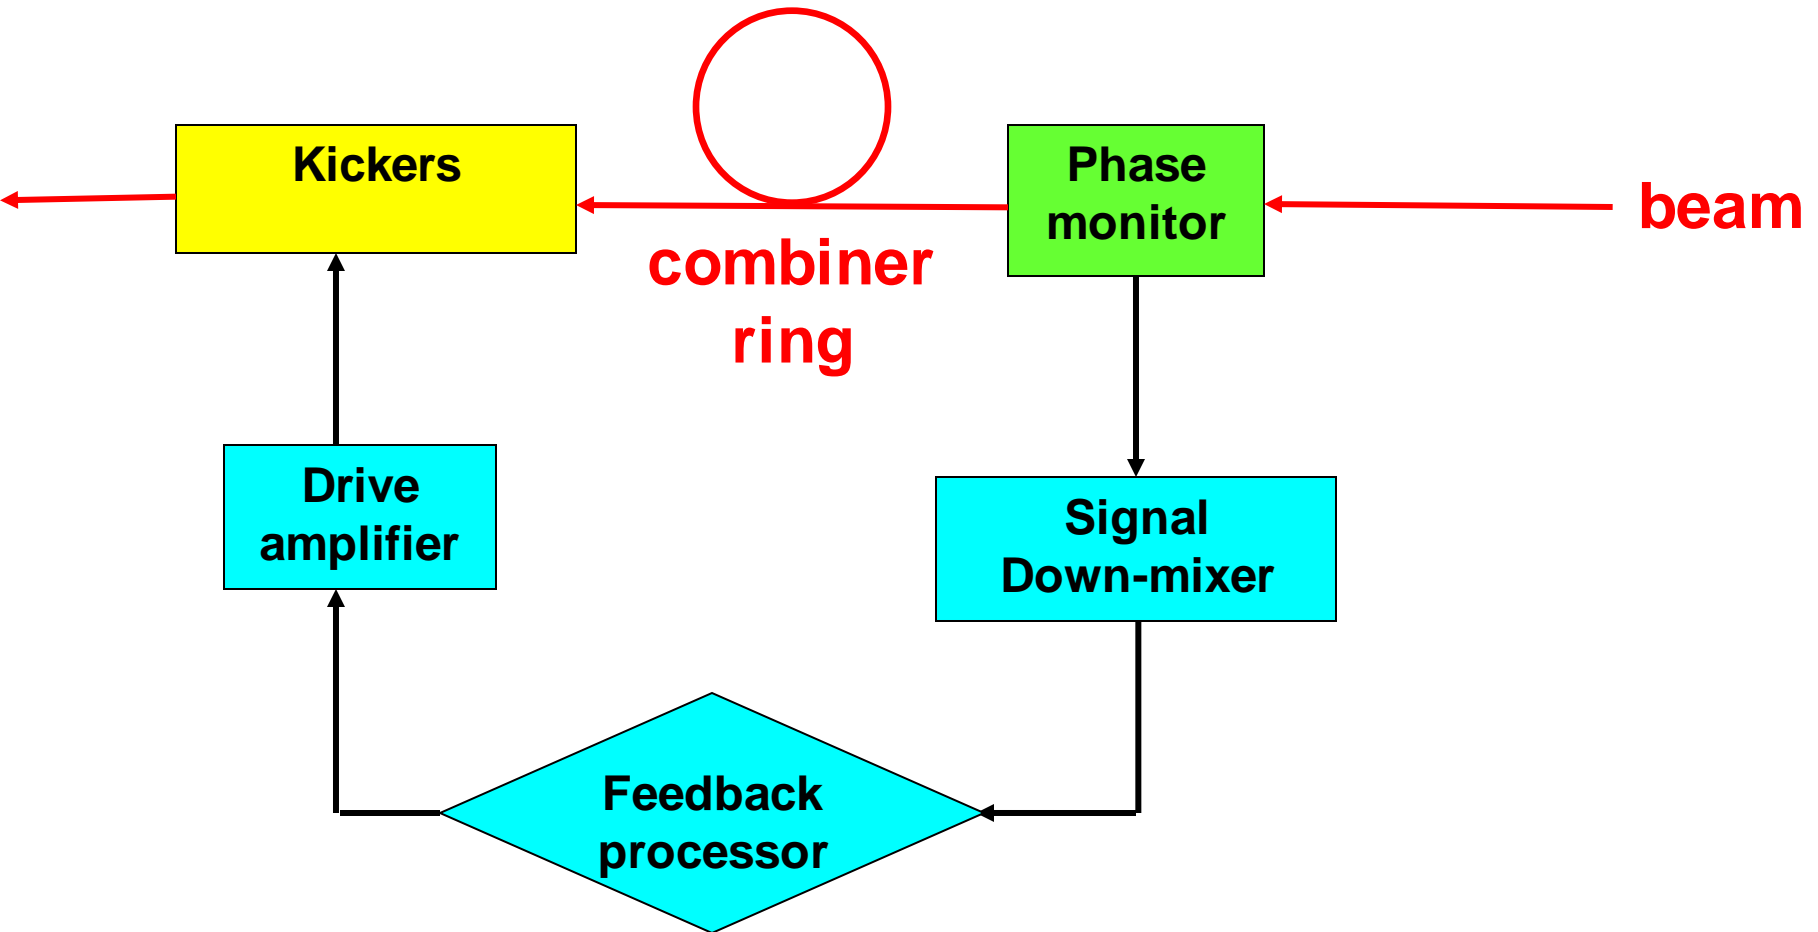 Kickers
Phase
monitor
beam
combiner
ring
Drive
amplifier
Signal
Down-mixer
Feedback
processor